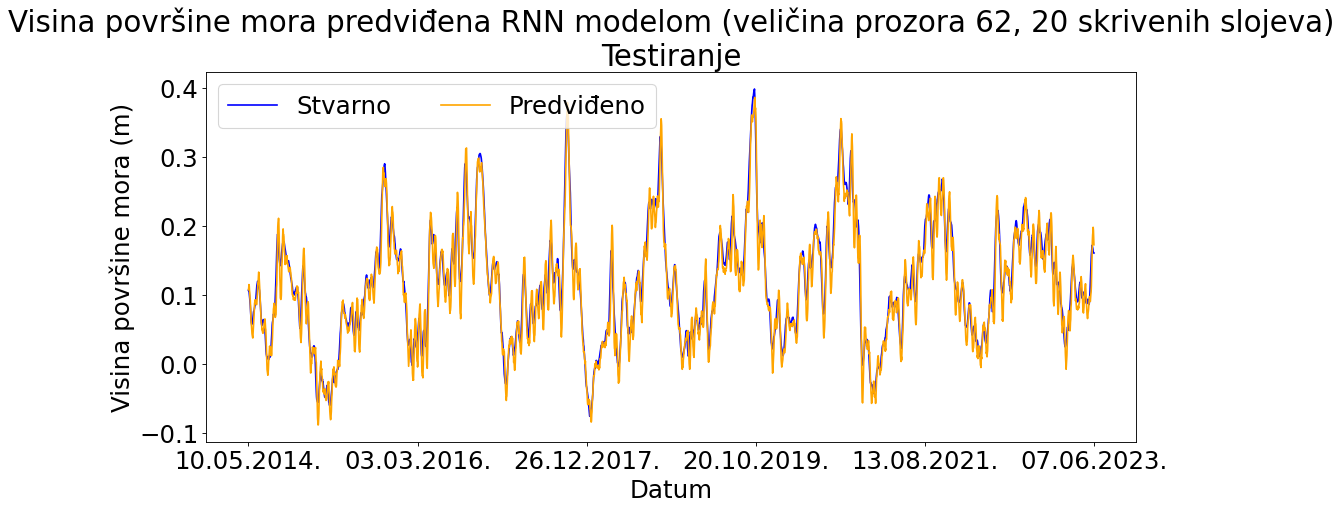 Visina površine mora predviđena RNN modelom (veličina prozora 62, 20 skrivenih slojeva)
Testiranje
Stvarno Predviđeno
Visina površine mora (m)
0.4
0.3
0.2
0.1
0.0
−0.1
10.05.2014. 03.03.2016. 26.12.2017. 20.10.2019. 13.08.2021. 07.06.2023.
Datum